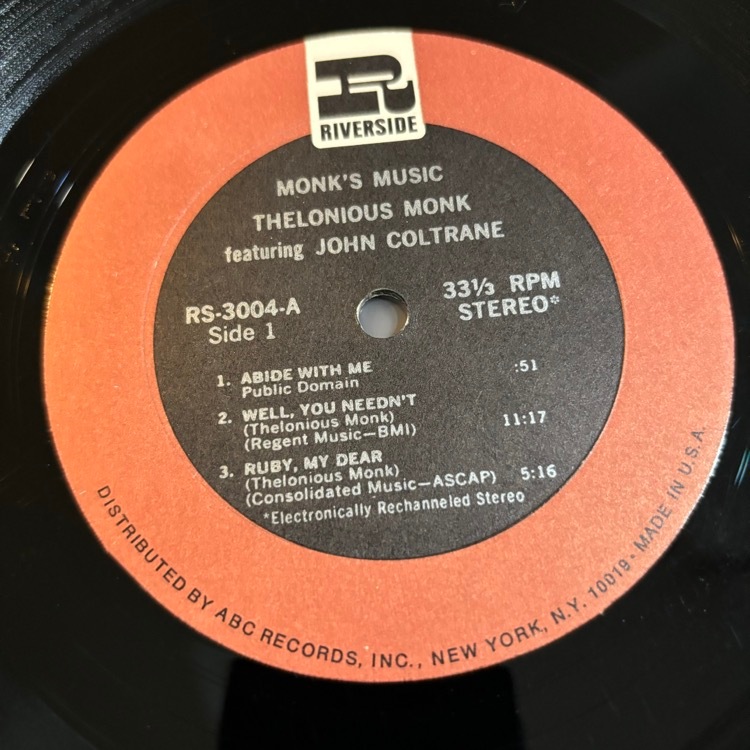 RIVERSIDE
MONK'S MUSIC
THELONIOUS MONK
featuring JOHN COLTRANE
RS-3004-A
Side 1
33⅓ RPM
STEREO*
1. ABIDE WITH ME :51
Public Domain
2. WELL, YOU NEEDN'T
(Thelonious Monk) 11:17
(Regent Music—BMI)
3. RUBY, MY DEAR
(Thelonious Monk)
(Consolidated Music—ASCAP) 5:16
*Electronically Rechanneled Stereo
DISTRIBUTED BY ABC RECORDS, INC., NEW YORK, N.Y. 10019 • MADE IN U.S.A.